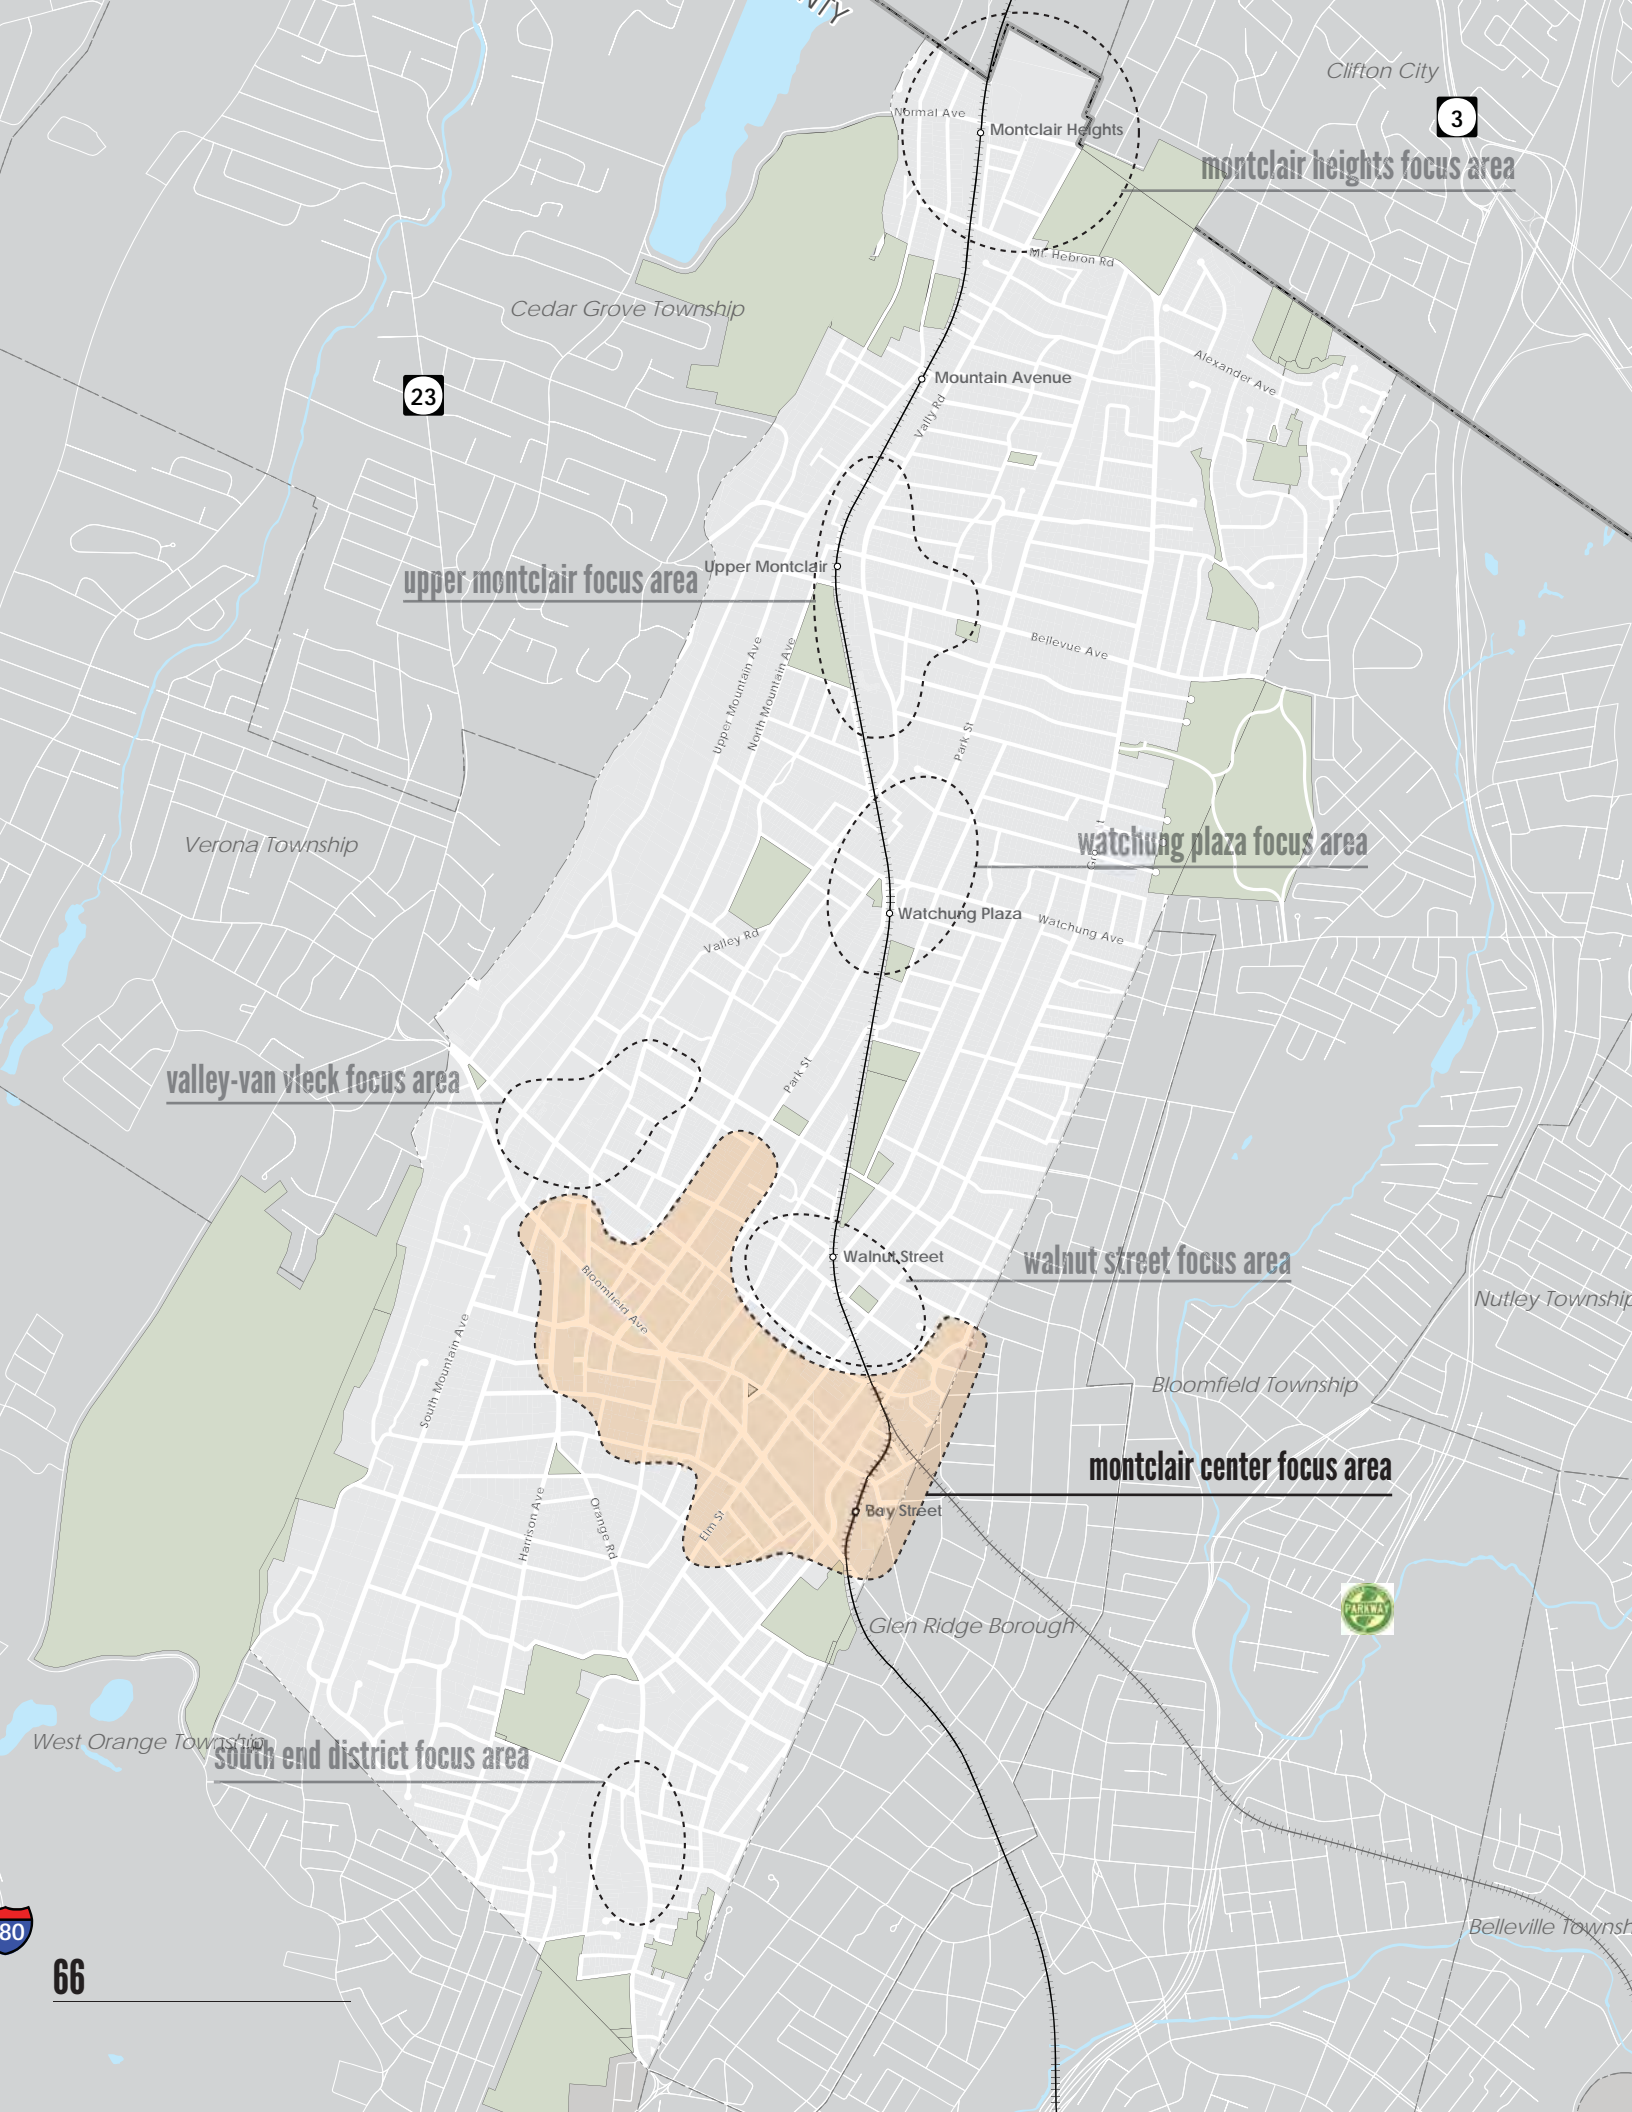 NTY
Clifton City
3
Normal Ave
Montclair Heights
montclair heights focus area
Mt. Hebron Rd
Cedar Grove Township
Alexander Ave
Mountain Avenue
23
Vally Rd
Upper Montclair
upper montclair focus area
Bellevue Ave
Upper Mountain Ave
North Mountain Ave
Park St
watchung plaza focus area
Verona Township
Watchung Plaza
Watchung Ave
Valley Rd
Park St
valley-van vleck focus area
Walnut Street
walnut street focus area
Bloomfield Ave
Nutley Township
South Mountain Ave
Bloomfield Township
montclair center focus area
Harrison Ave
Orange Rd
Elm St
Bay Street
PARKWAY
Glen Ridge Borough
West Orange Township
south end district focus area
80
Belleville Townsh
66